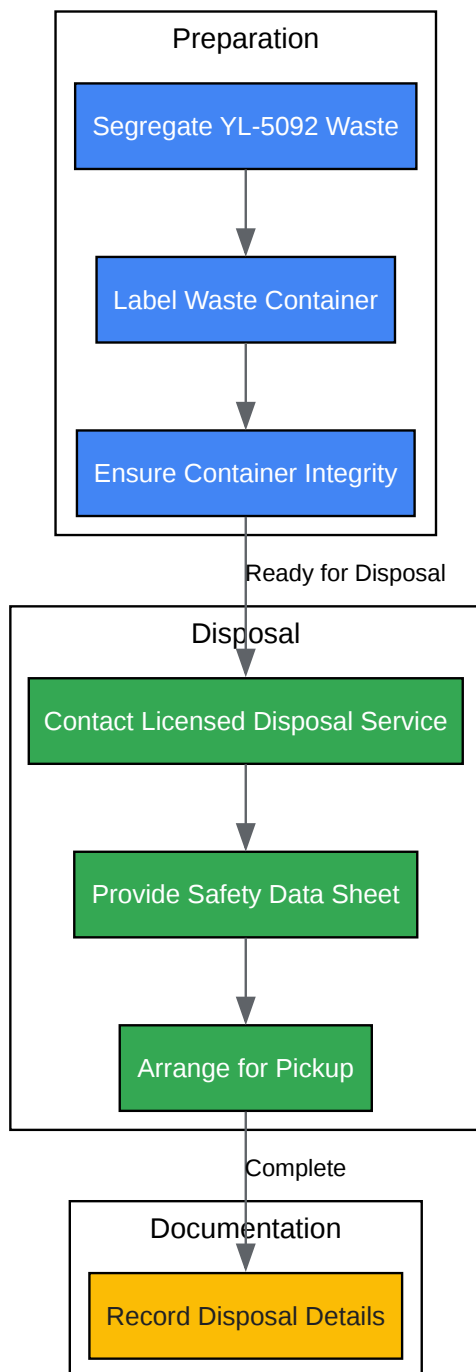 Preparation
Segregate YL-5092 Waste
Label Waste Container
Ensure Container Integrity
Ready for Disposal
Disposal
Contact Licensed Disposal Service
Provide Safety Data Sheet
Arrange for Pickup
Complete
Documentation
Record Disposal Details